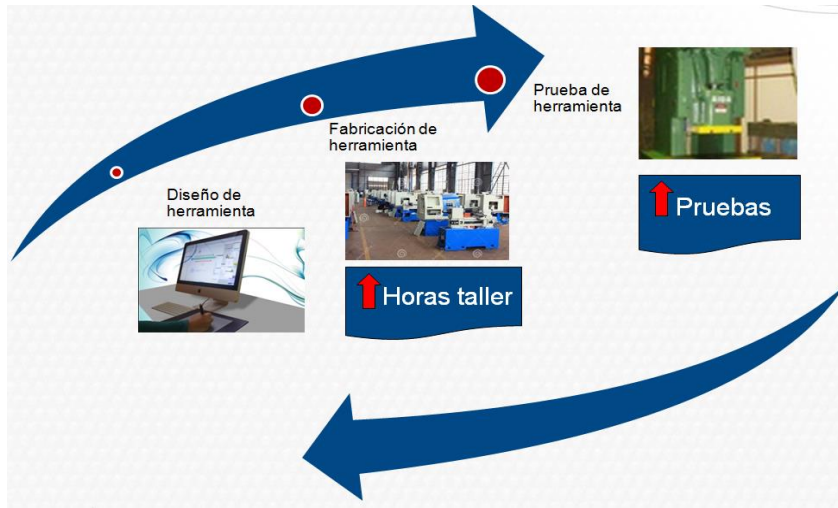 Prueba de
herramienta
Fabricación de
herramienta
Diseño de
herramienta
Pruebas
Horas taller